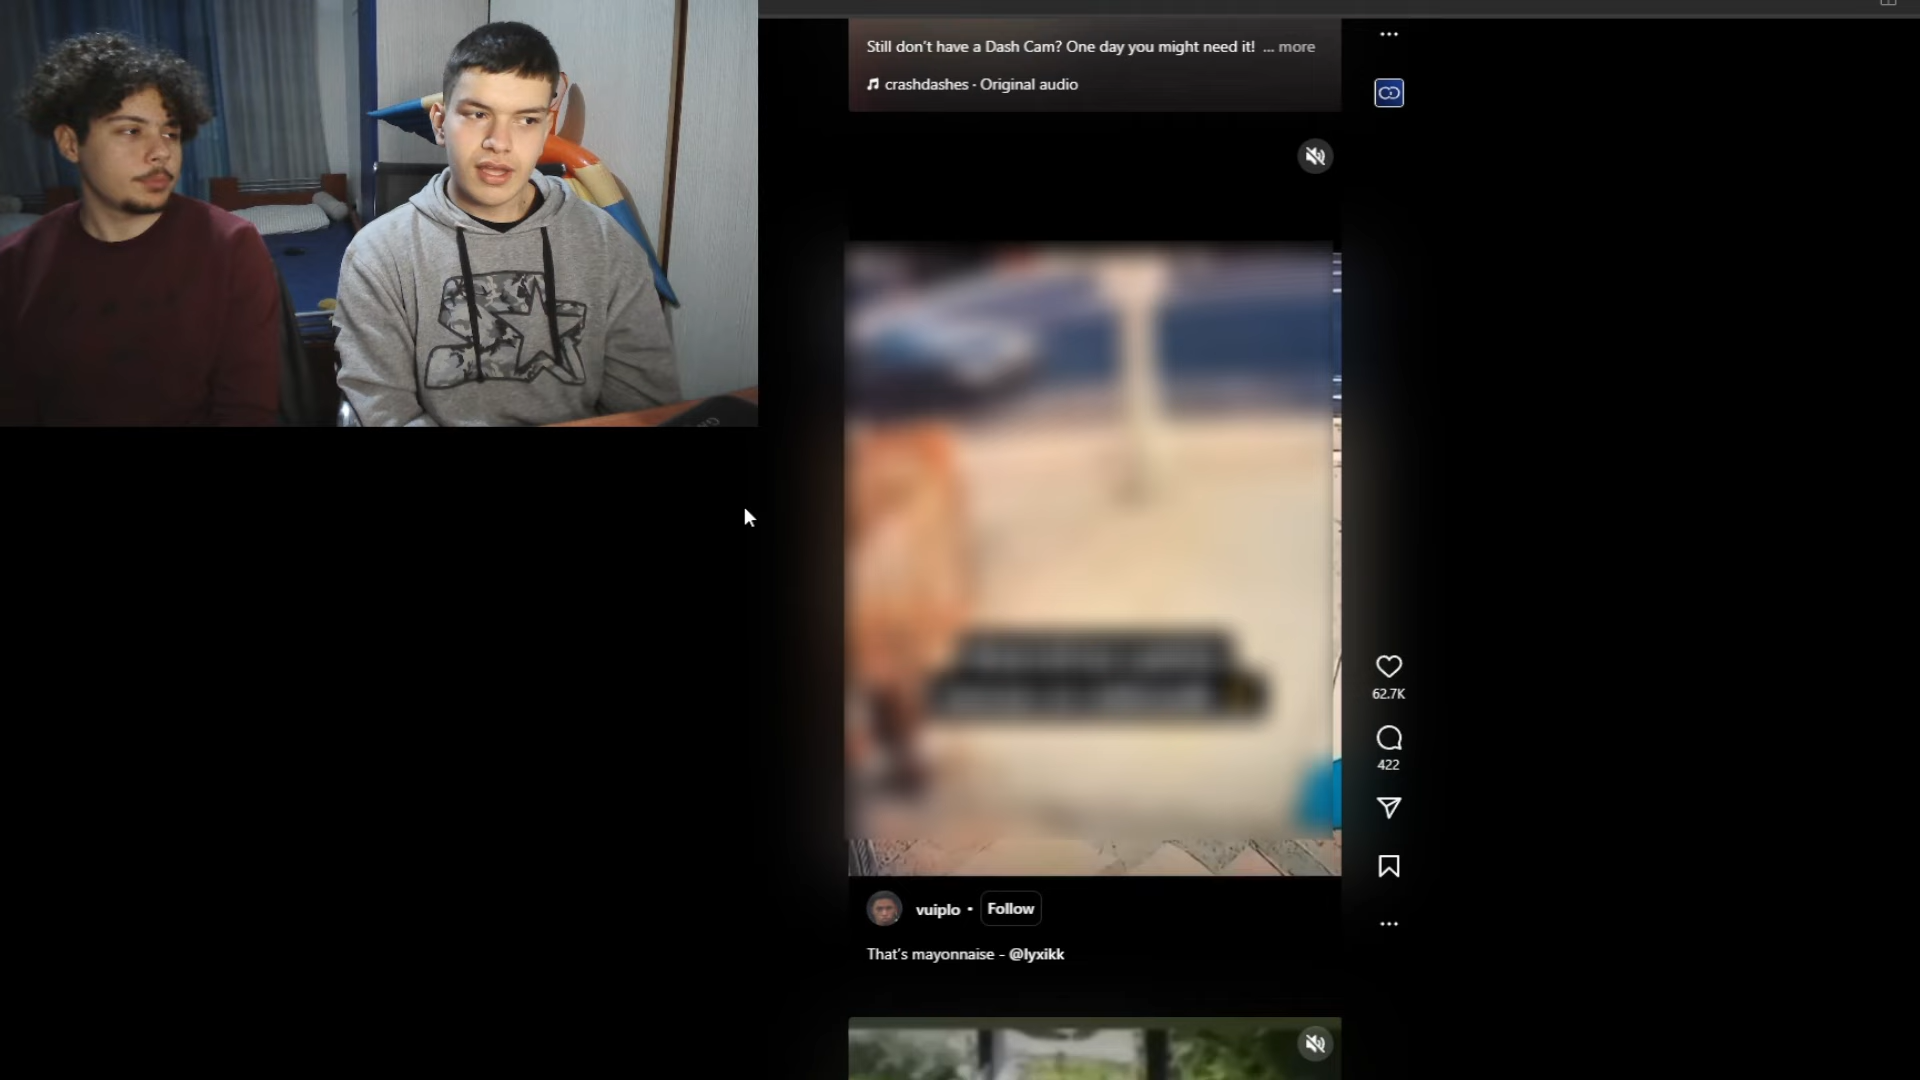 Still don't have a Dash Cam? One day you might need it! ... more
crashdashes · Original audio
62.7K
422
vuiplo • Follow
That's mayonnaise - @lyxikk